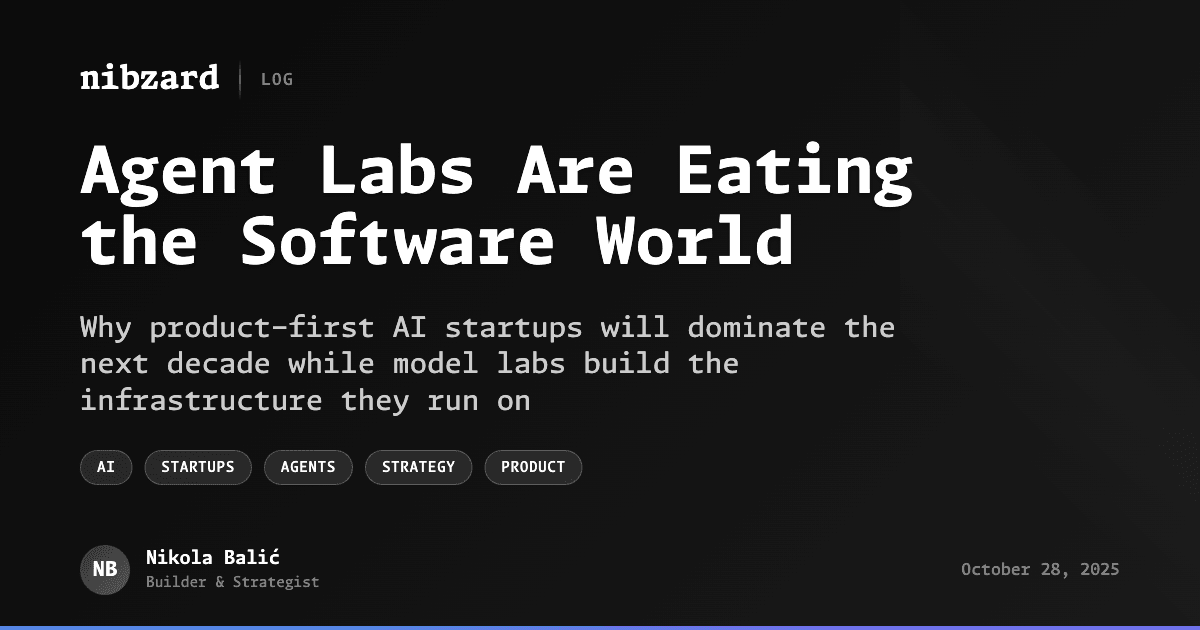 nibzard
LOG
Agent Labs Are Eating
the Software World
Why product-first AI startups will dominate the
next decade while model labs build the
infrastructure they run on
AI STARTUPS AGENTS STRATEGY PRODUCT
NB
Nikola Balić
Builder & Strategist
October 28, 2025